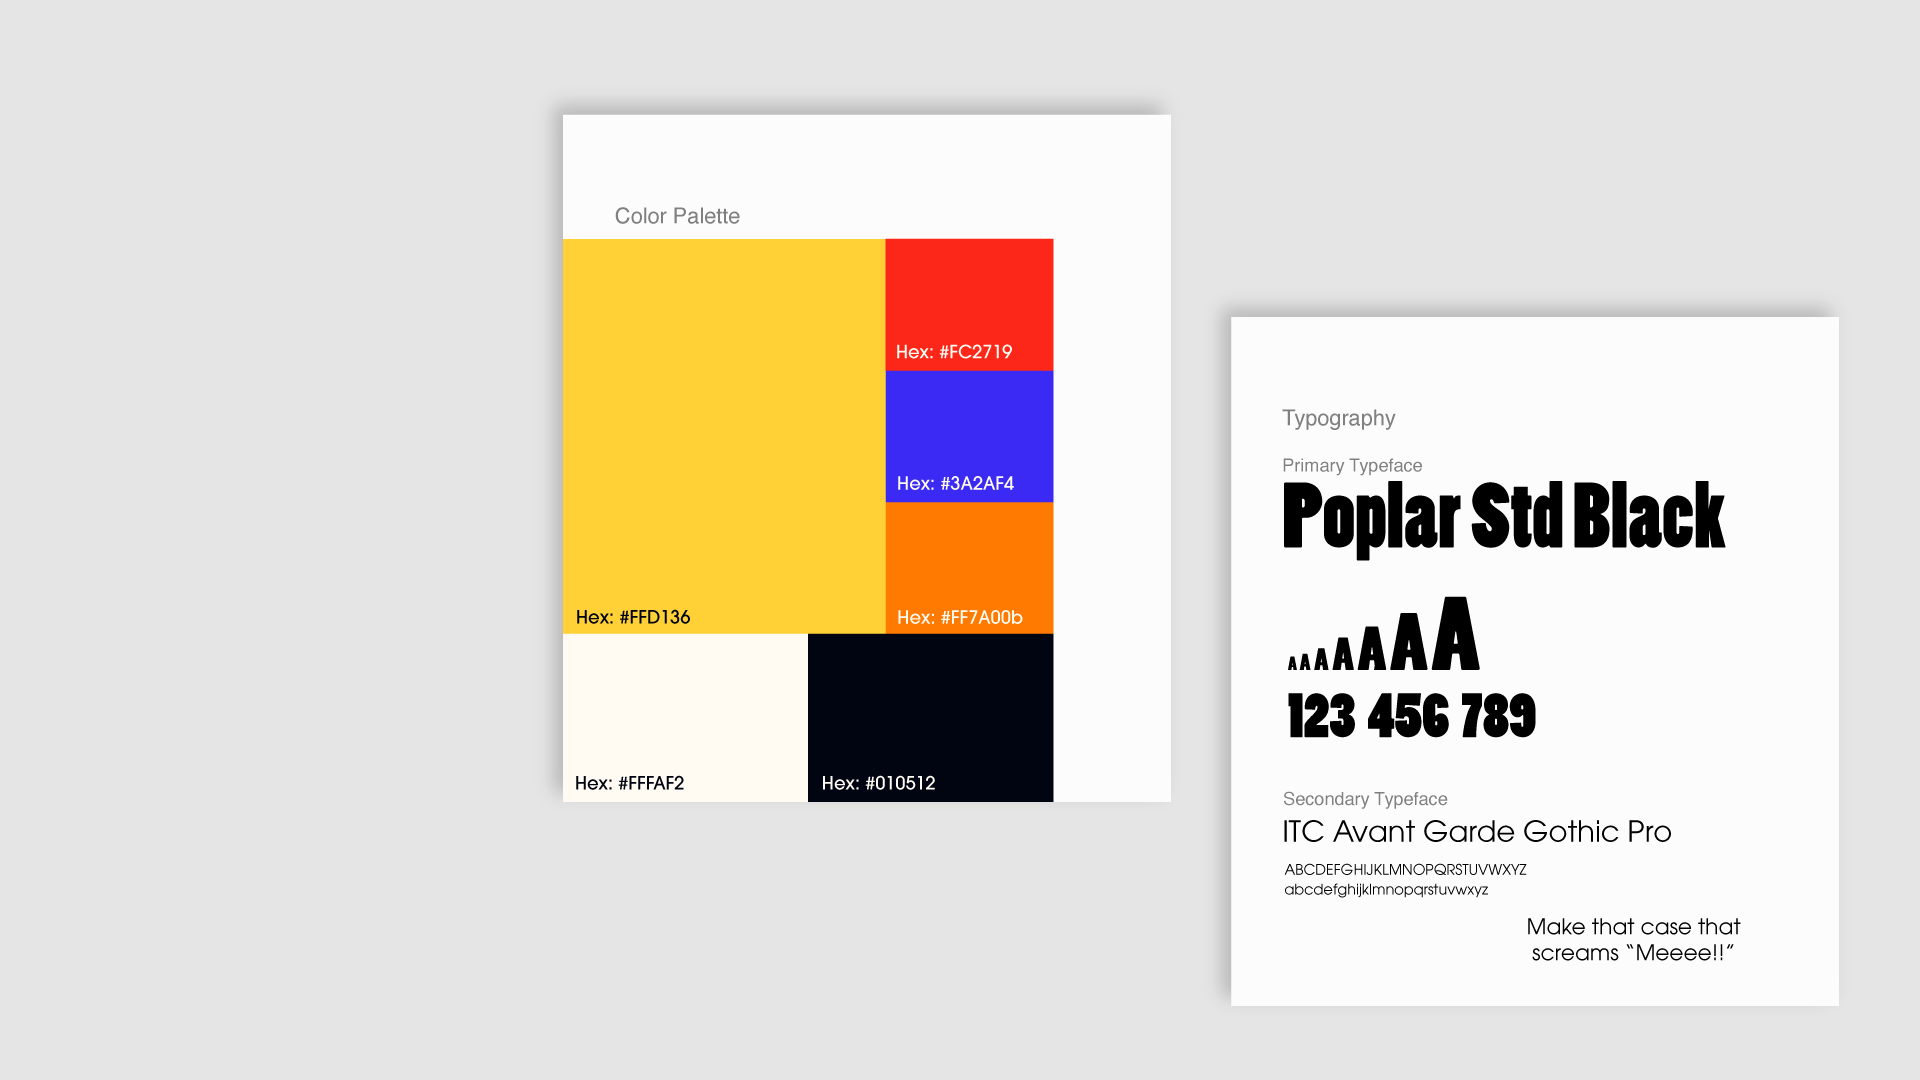 Color Palette
Hex: #FC2719
Hex: #3A2AF4
Hex: #FFD136
Hex: #FF7A00b
Hex: #FFFAF2
Hex: #010512
Typography
Primary Typeface
Poplar Std Black
AAAAAAA
123 456 789
Secondary Typeface
ITC Avant Garde Gothic Pro
ABCDEFGHIJKLMNOPQRSTUVWXYZ
abcdefghijklmnopqrstuvwxyz
Make that case that
screams “Meeee!!”